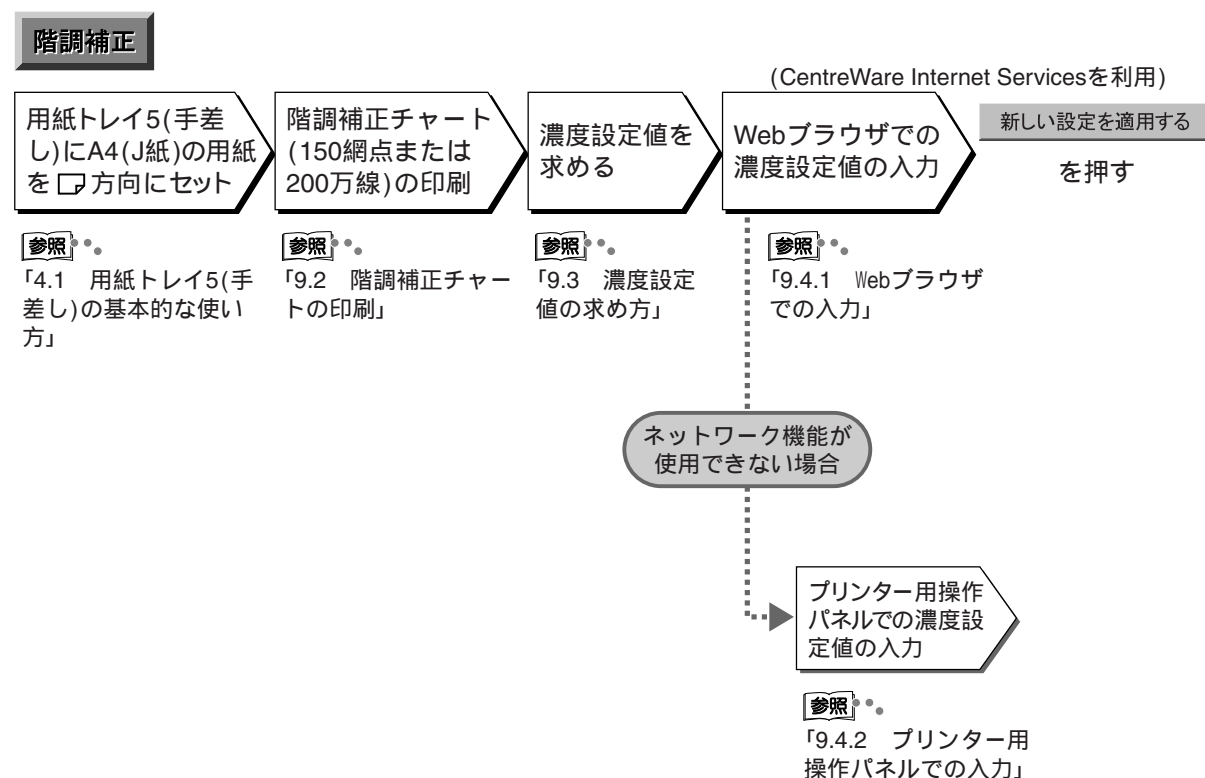 階調補正
(CentreWare Internet Servicesを利用)
用紙トレイ5(手差
し)にA4(J紙)の用紙
を 方向にセット
階調補正チャート
(150網点または
200万線)の印刷
濃度設定値を
求める
Webブラウザでの
濃度設定値の入力
新しい設定を適用する
を押す
参照
「4.1 用紙トレイ5(手
差し)の基本的な使い
方」
参照
「9.2 階調補正チャー
トの印刷」
参照
「9.3 濃度設定
値の求め方」
参照
「9.4.1 Webブラウザ
での入力」
ネットワーク機能が
使用できない場合
プリンター用操作
パネルでの濃度設
定値の入力
参照
「9.4.2 プリンター用
操作パネルでの入力」